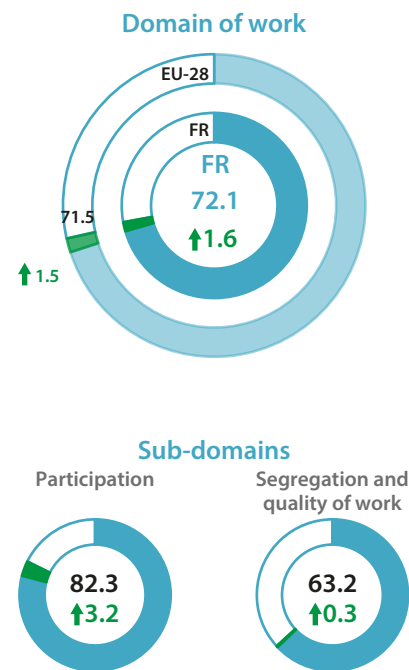 Domain of work
EU-28
FR
FR
72.1
71.5
↑1.6
↑ 1.5
Sub-domains
Participation
Segregation and
quality of work
82.3
↑3.2
63.2
↑0.3